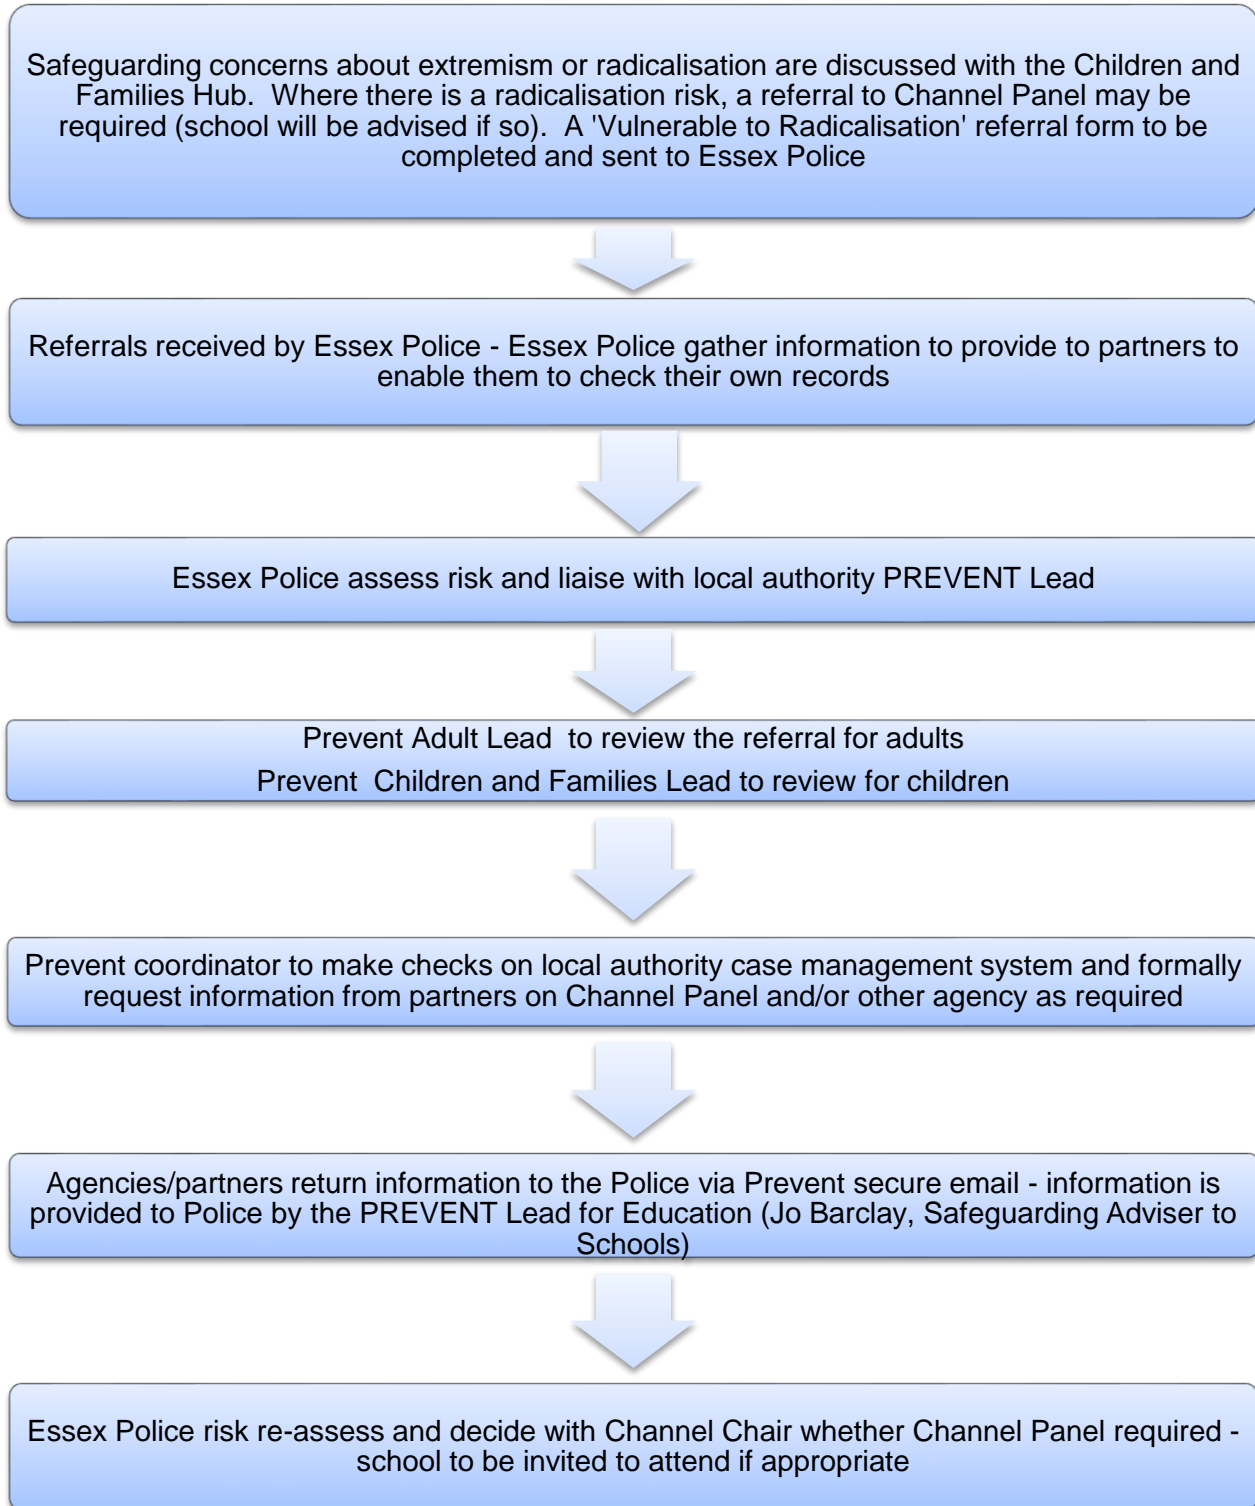 Safeguarding concerns about extremism or radicalisation are discussed with the Children and
Families Hub.  Where there is a radicalisation risk, a referral to Channel Panel may be
required (school will be advised if so).  A 'Vulnerable to Radicalisation' referral form to be
completed and sent to Essex Police
Referrals received by Essex Police - Essex Police gather information to provide to partners to
enable them to check their own records
Essex Police assess risk and liaise with local authority PREVENT Lead
Prevent Adult Lead  to review the referral for adults
Prevent  Children and Families Lead to review for children
Prevent coordinator to make checks on local authority case management system and formally
request information from partners on Channel Panel and/or other agency as required
Agencies/partners return information to the Police via Prevent secure email - information is
provided to Police by the PREVENT Lead for Education (Jo Barclay, Safeguarding Adviser to
Schools)
Essex Police risk re-assess and decide with Channel Chair whether Channel Panel required -
school to be invited to attend if appropriate